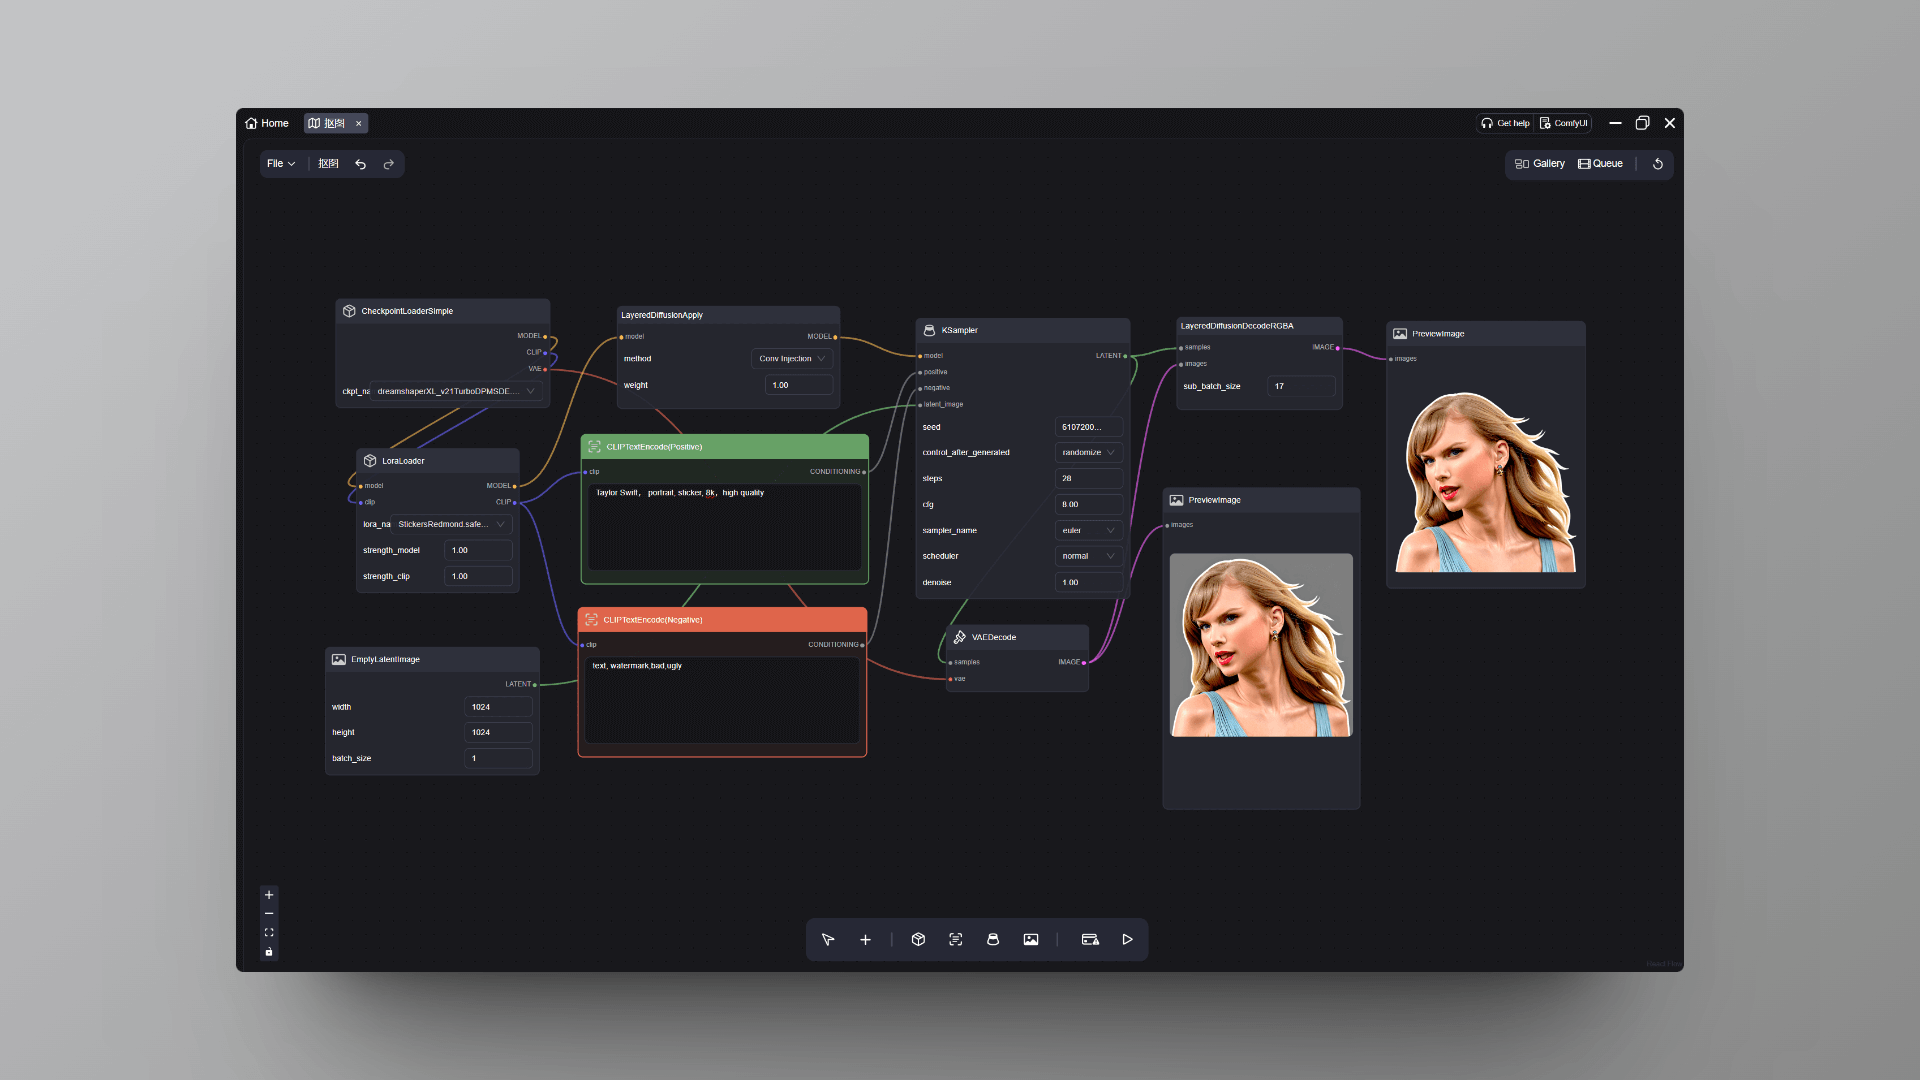 Home
抠图
Get help
ComfyUI
File
抠图
Gallery
Queue
CheckpointLoaderSimple
MODEL
CLIP
VAE
ckpt_na
dreamshaperXL_v21TurboDPMSDE....
LoraLoader
model
MODEL
clip
CLIP
lora_na
StickersRedmond.safe...
strength_model
1.00
strength_clip
1.00
EmptyLatentImage
LATENT
width
1024
height
1024
batch_size
1
LayeredDiffusionApply
model
MODEL
method
Conv Injection
weight
1.00
CLIPTextEncode(Positive)
clip
CONDITIONING
Taylor Swift， portrait, sticker, 8k，high quality
CLIPTextEncode(Negative)
clip
CONDITIONING
text, watermark,bad,ugly
KSampler
model
LATENT
positive
negative
latent_image
seed
6107200...
control_after_generated
randomize
steps
28
cfg
8.00
sampler_name
euler
scheduler
normal
denoise
1.00
VAEDecode
samples
IMAGE
vae
LayeredDiffusionDecodeRGBA
samples
IMAGE
images
sub_batch_size
17
PreviewImage
images
PreviewImage
images